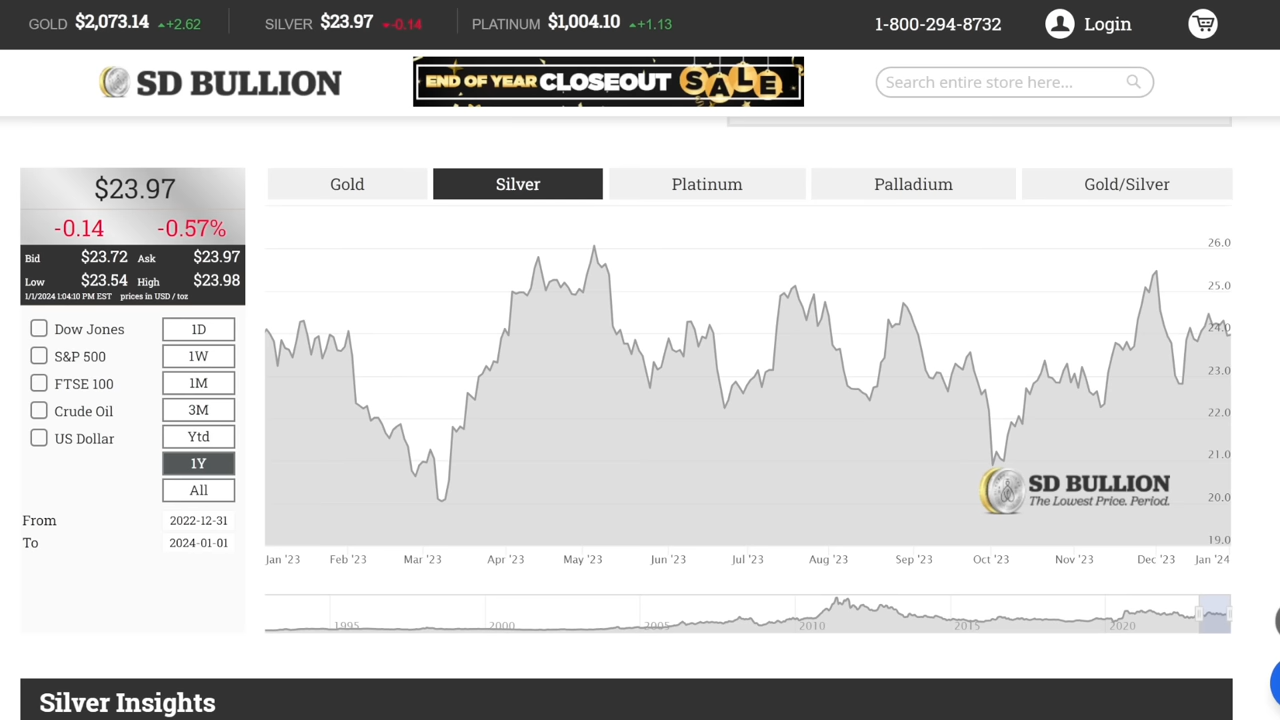 GOLD $2,073.14 +2.62 SILVER $23.97 -0.14 PLATINUM $1,004.10 +1.13 1-800-294-8732 Login
SD BULLION END OF YEAR CLOSEOUT SALE Search entire store here...
$23.97
-0.14 -0.57%
Bid $23.72 Ask $23.97
Low $23.54 High $23.98
1/1/2024 1:04:10 PM EST prices in USD / toz
Dow Jones 1D
S&P 500 1W
FTSE 100 1M
Crude Oil 3M
US Dollar Ytd
1Y
All
From 2022-12-31
To 2024-01-01
Gold Silver Platinum Palladium Gold/Silver
26.0
25.0
24.0
23.0
22.0
21.0
20.0
19.0
SD BULLION
The Lowest Price. Period.
Jan '23 Feb '23 Mar '23 Apr '23 May '23 Jun '23 Jul '23 Aug '23 Sep '23 Oct '23 Nov '23 Dec '23 Jan '24
1995 2000 2005 2010 2015 2020
Silver Insights